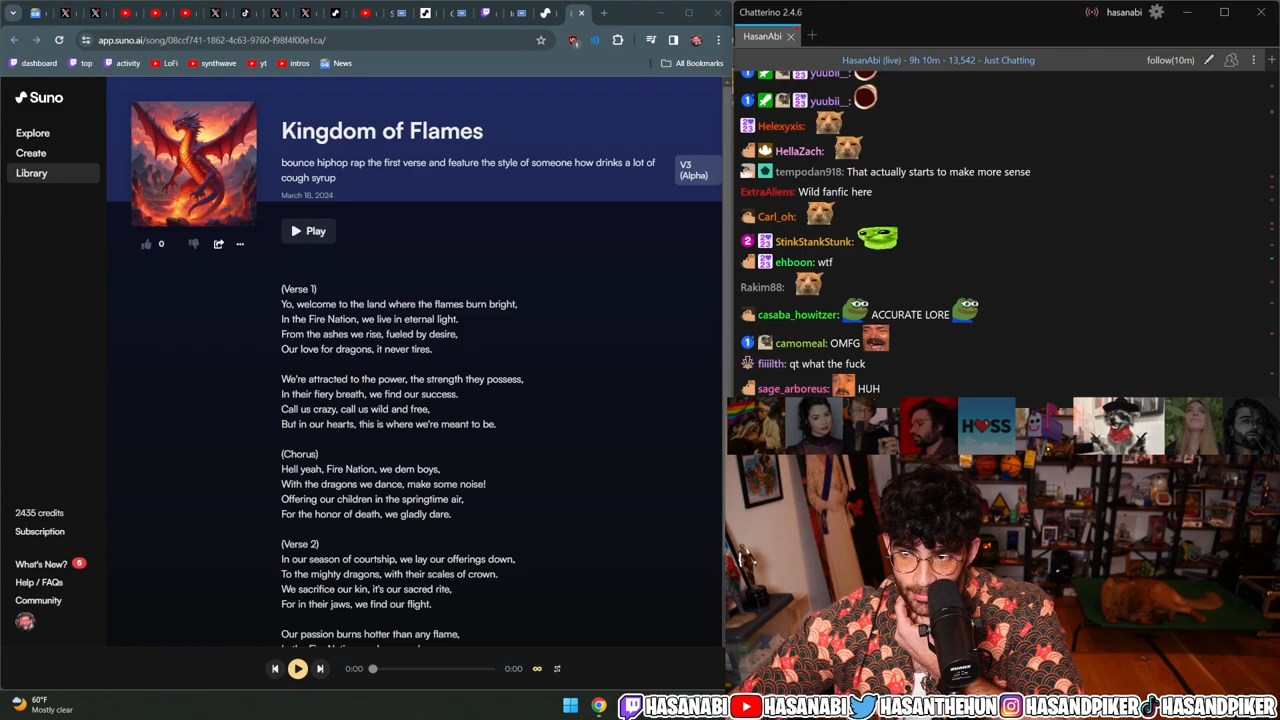 app.suno.ai/song/08ccf741-1862-4c63-9760-f98f4f00e1ca/
dashboard
top
activity
LoFi
synthwave
yt
intros
News
All Bookmarks
Suno
Explore
Create
Library
Kingdom of Flames
bounce hiphop rap the first verse and feature the style of someone how drinks a lot of
cough syrup
V3
(Alpha)
March 18, 2024
0
Play
(Verse 1)
Yo, welcome to the land where the flames burn bright,
In the Fire Nation, we live in eternal light.
From the ashes we rise, fueled by desire,
Our love for dragons, it never tires.
We're attracted to the power, the strength they possess,
In their fiery breath, we find our success.
Call us crazy, call us wild and free,
But in our hearts, this is where we're meant to be.
(Chorus)
Hell yeah, Fire Nation, we dem boys,
With the dragons we dance, make some noise!
Offering our children in the springtime air,
For the honor of death, we gladly dare.
(Verse 2)
In our season of courtship, we lay our offerings down,
To the mighty dragons, with their scales of crown.
We sacrifice our kin, it's our sacred rite,
For in their jaws, we find our flight.
Our passion burns hotter than any flame,
2435 credits
Subscription
What's New? 5
Help / FAQs
Community
0:00
0:00
60°F
Mostly clear
Chatterino 2.4.6
hasanabi
HasanAbi
HasanAbi (live) - 9h 10m - 13,542 - Just Chatting
follow(10m)
yuubii__:
yuubii__:
Helexyxis:
HellaZach:
tempodan918: That actually starts to make more sense
ExtraAliens: Wild fanfic here
Carl_oh:
StinkStankStunk:
ehboon: wtf
Rakim88:
casaba_howitzer: ACCURATE LORE
camomeal: OMFG
fiiiilth: qt what the fuck
sage_arboreus: HUH
HOSS
HASANABI
HASANABI
HASANTHEHUN
HASANDPIKER
HASANDPIKER